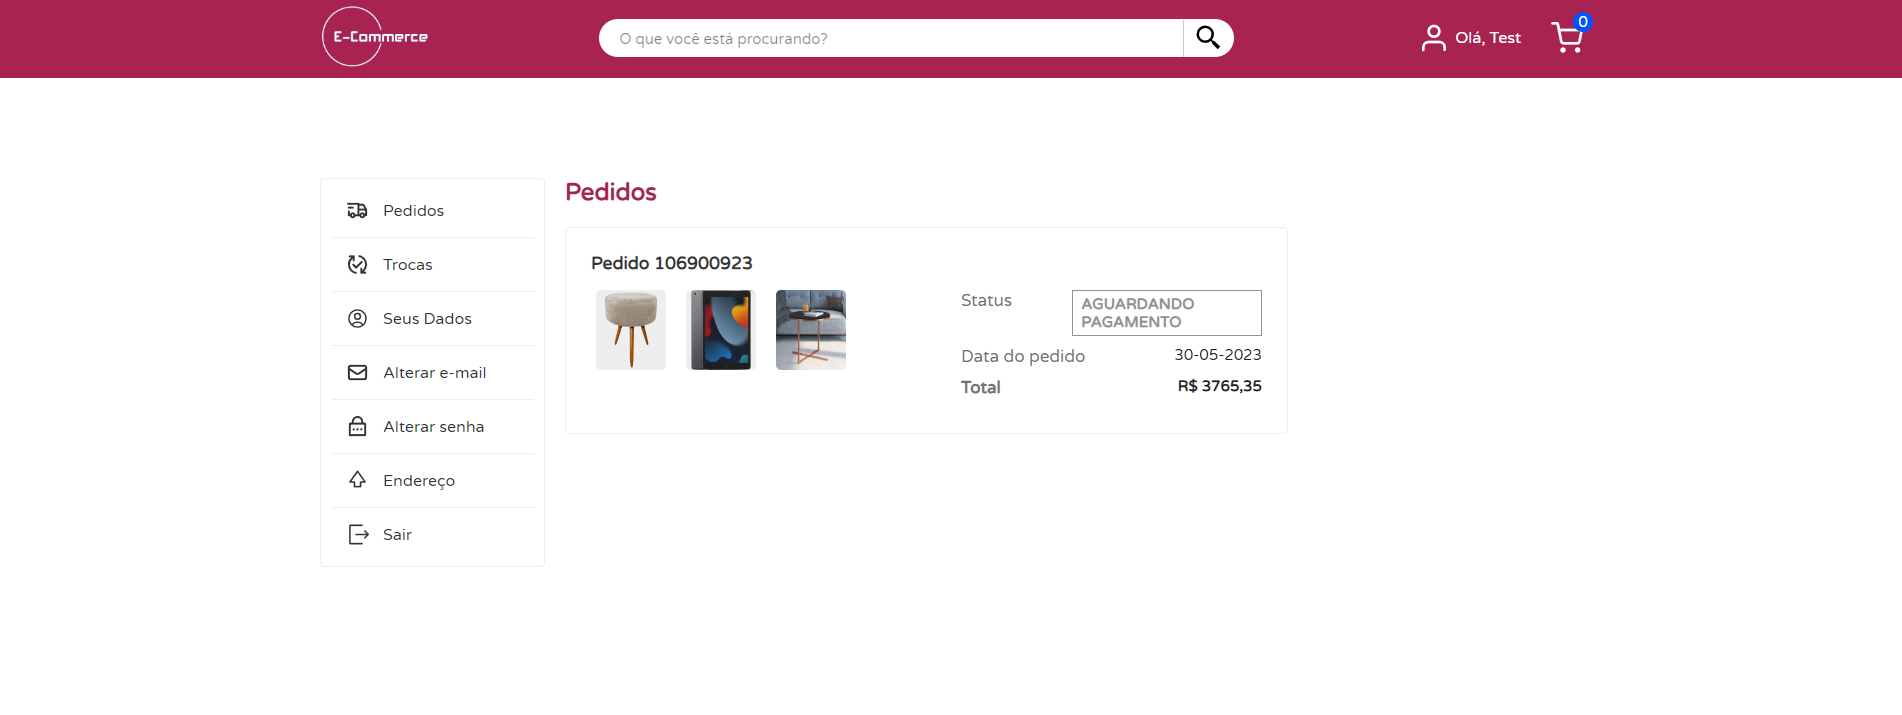 E-Commerce
O que você está procurando?
Olá, Test
0
Pedidos
Trocas
Seus Dados
Alterar e-mail
Alterar senha
Endereço
Sair
Pedidos
Pedido 106900923
Status
AGUARDANDO
PAGAMENTO
Data do pedido
30-05-2023
Total
R$ 3765,35